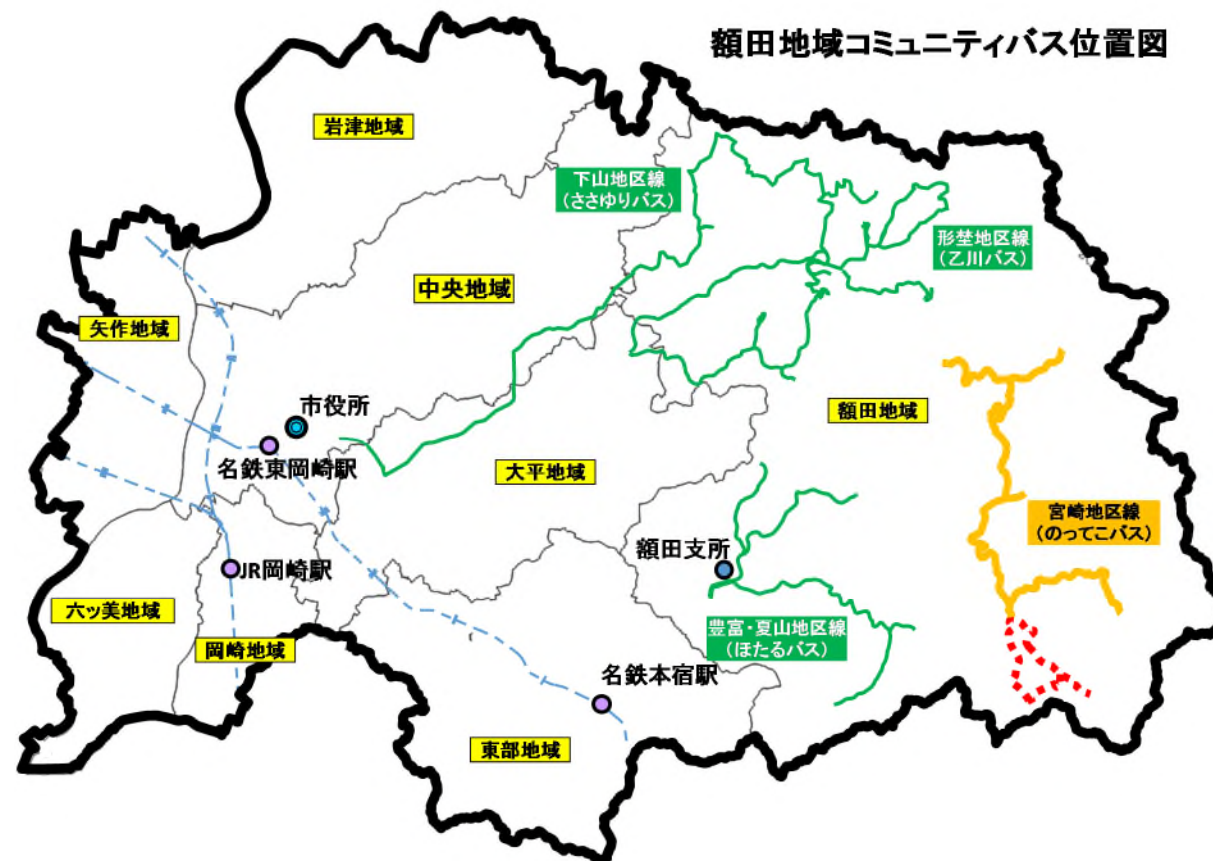 額田地域コミュニティバス位置図
岩津地域
下山地区線
(ささゆりバス)
形埜地区線
(乙川バス)
中央地域
矢作地域
市役所
額田地域
名鉄東岡崎駅
大平地域
宮崎地区線
(のってこバス)
額田支所
JR岡崎駅
六ッ美地域
岡崎地域
豊富・夏山地区線
(ほたるバス)
名鉄本宿駅
東部地域